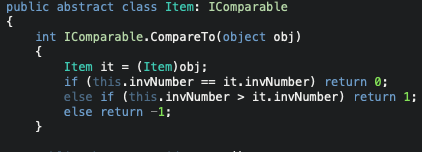 public abstract class Item: IComparable
{
    int IComparable.CompareTo(object obj)
    {
        Item it = (Item)obj;
        if (this.invNumber == it.invNumber) return 0;
        else if (this.invNumber > it.invNumber) return 1;
        else return -1;
    }